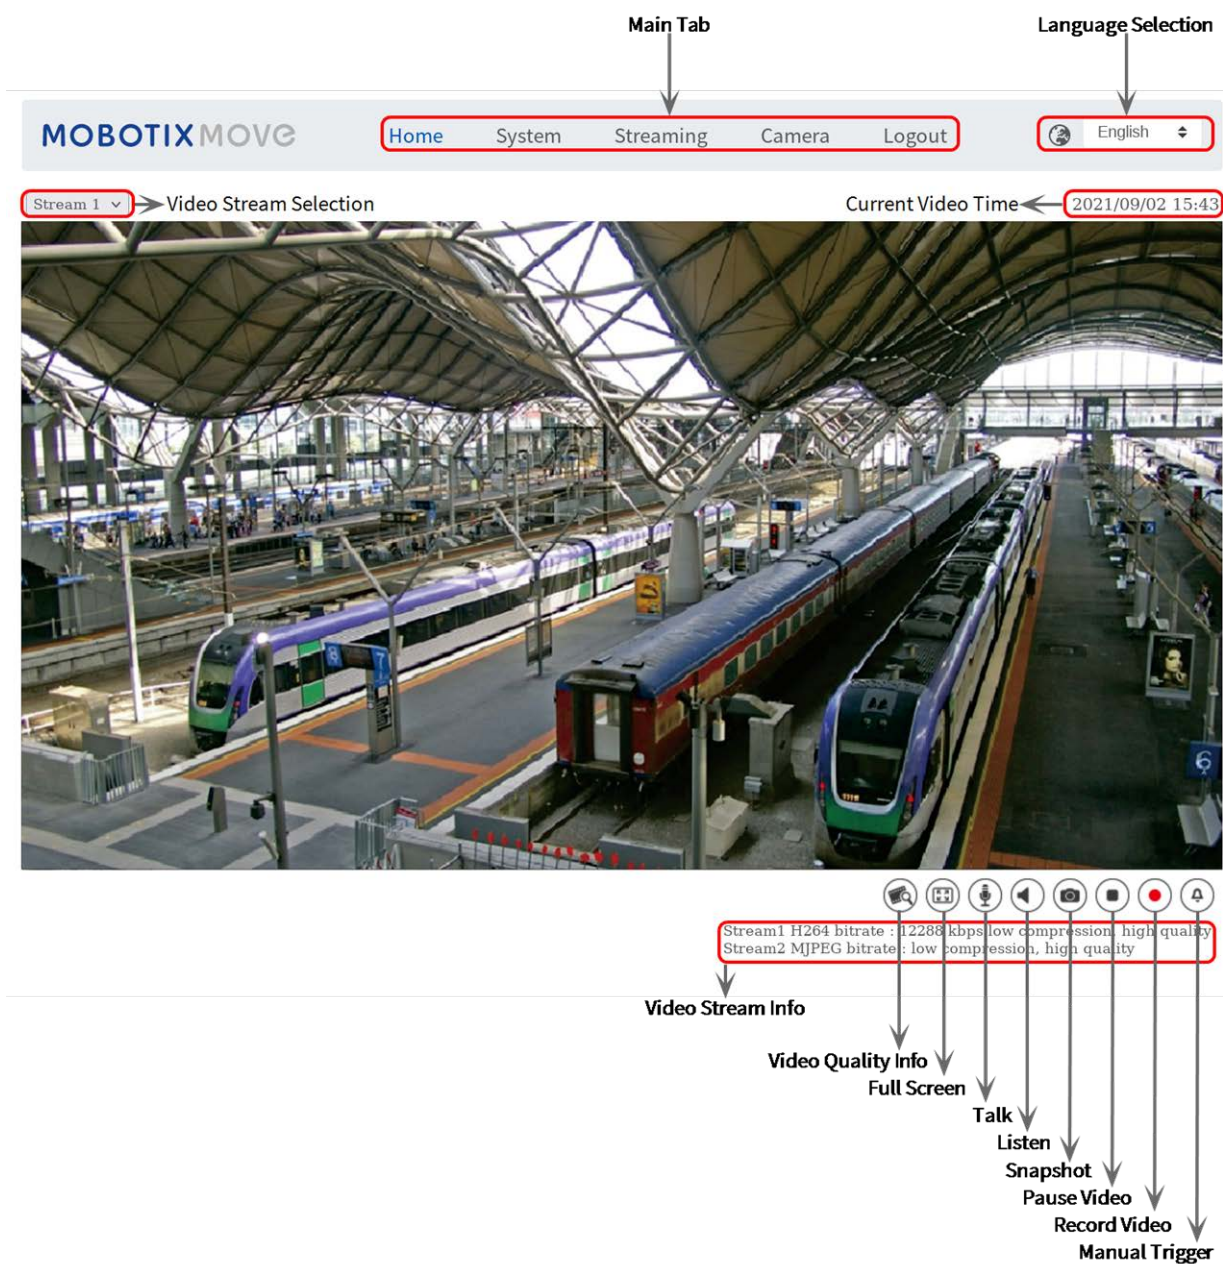 Main Tab
Language Selection
MOBOTIXMOVE
Home System Streaming Camera Logout
English
Stream 1
Video Stream Selection
Current Video Time
2021/09/02 15:43
6
Stream1 H264 bitrate : 12288 kbps low compression, high quality
Stream2 MJPEG bitrate : low compression, high quality
Video Stream Info
Video Quality Info
Full Screen
Talk
Listen
Snapshot
Pause Video
Record Video
Manual Trigger